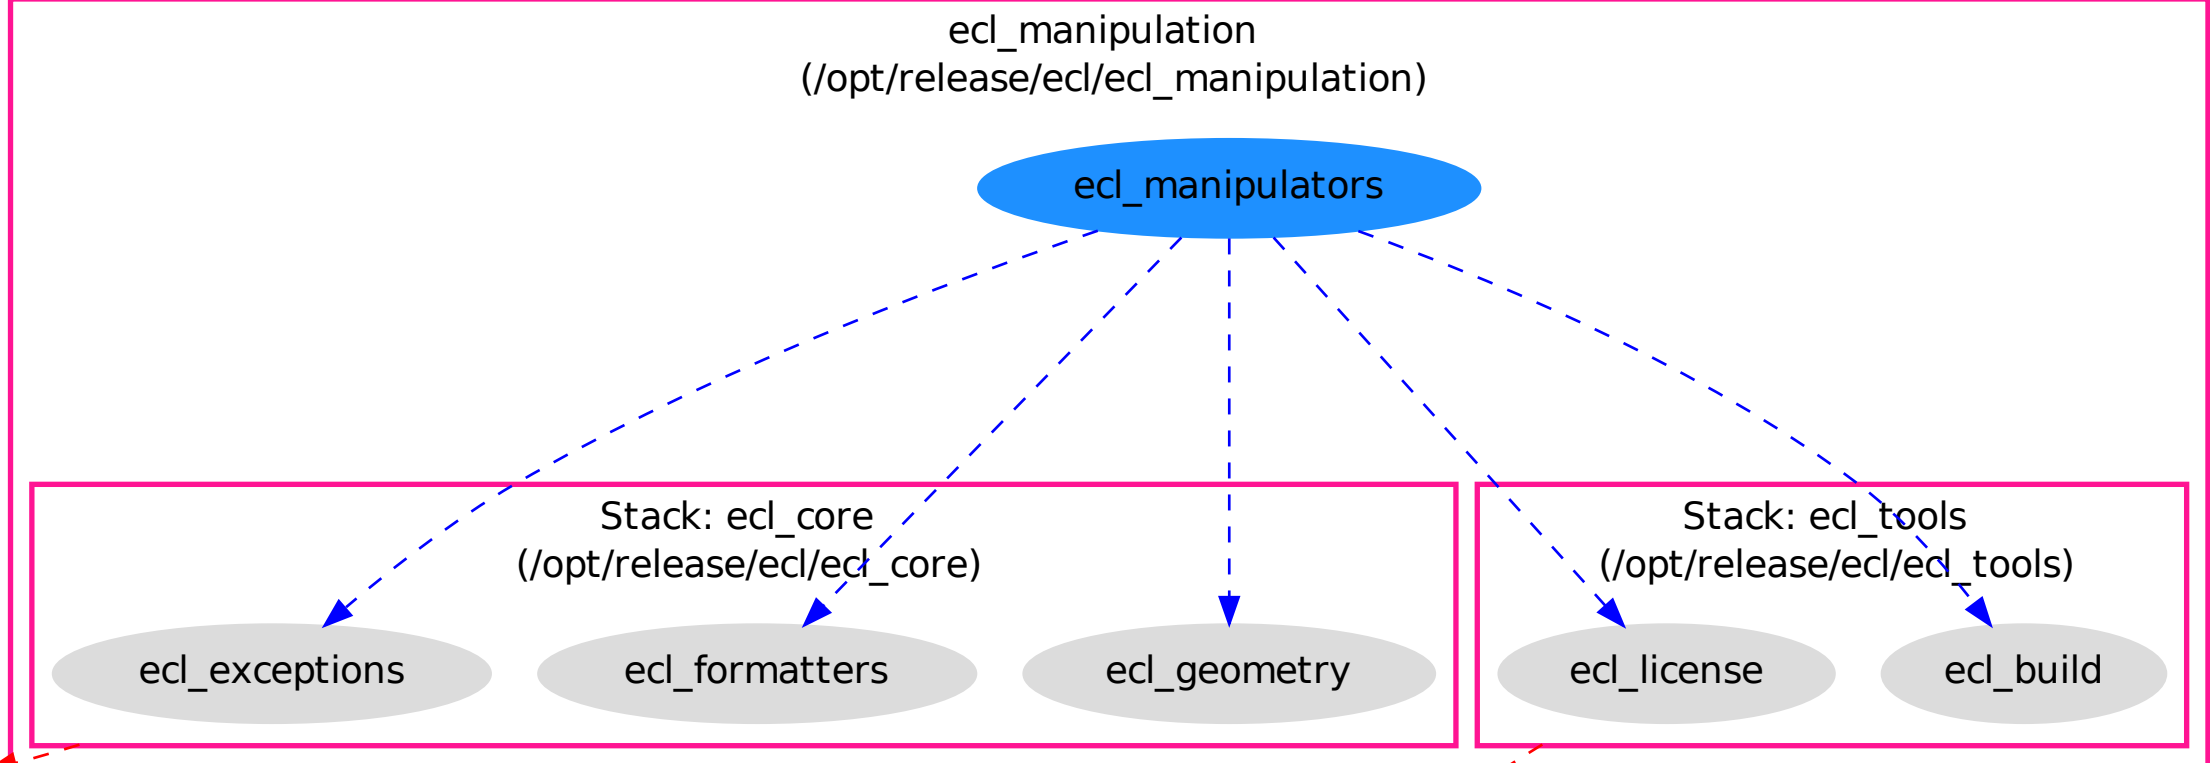 ecl_manipulation
(/opt/release/ecl/ecl_manipulation)
ecl_manipulators
Stack: ecl_core
(/opt/release/ecl/ecl_core)
Stack: ecl_tools
(/opt/release/ecl/ecl_tools)
ecl_exceptions
ecl_formatters
ecl_geometry
ecl_license
ecl_build